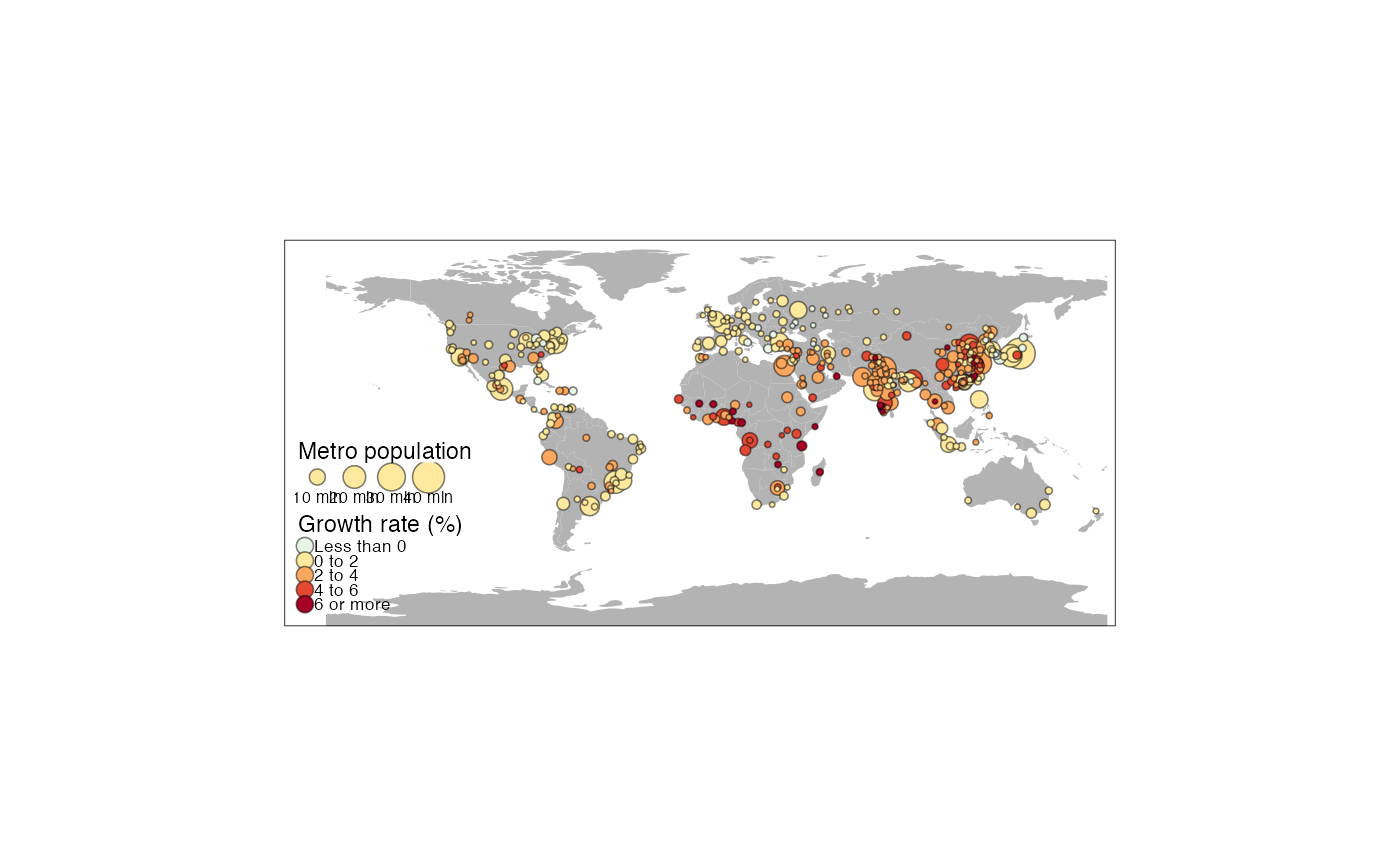 Metro population
10 mln 20 mln 30 mln 40 mln
Growth rate (%)
Less than 0
0 to 2
2 to 4
4 to 6
6 or more